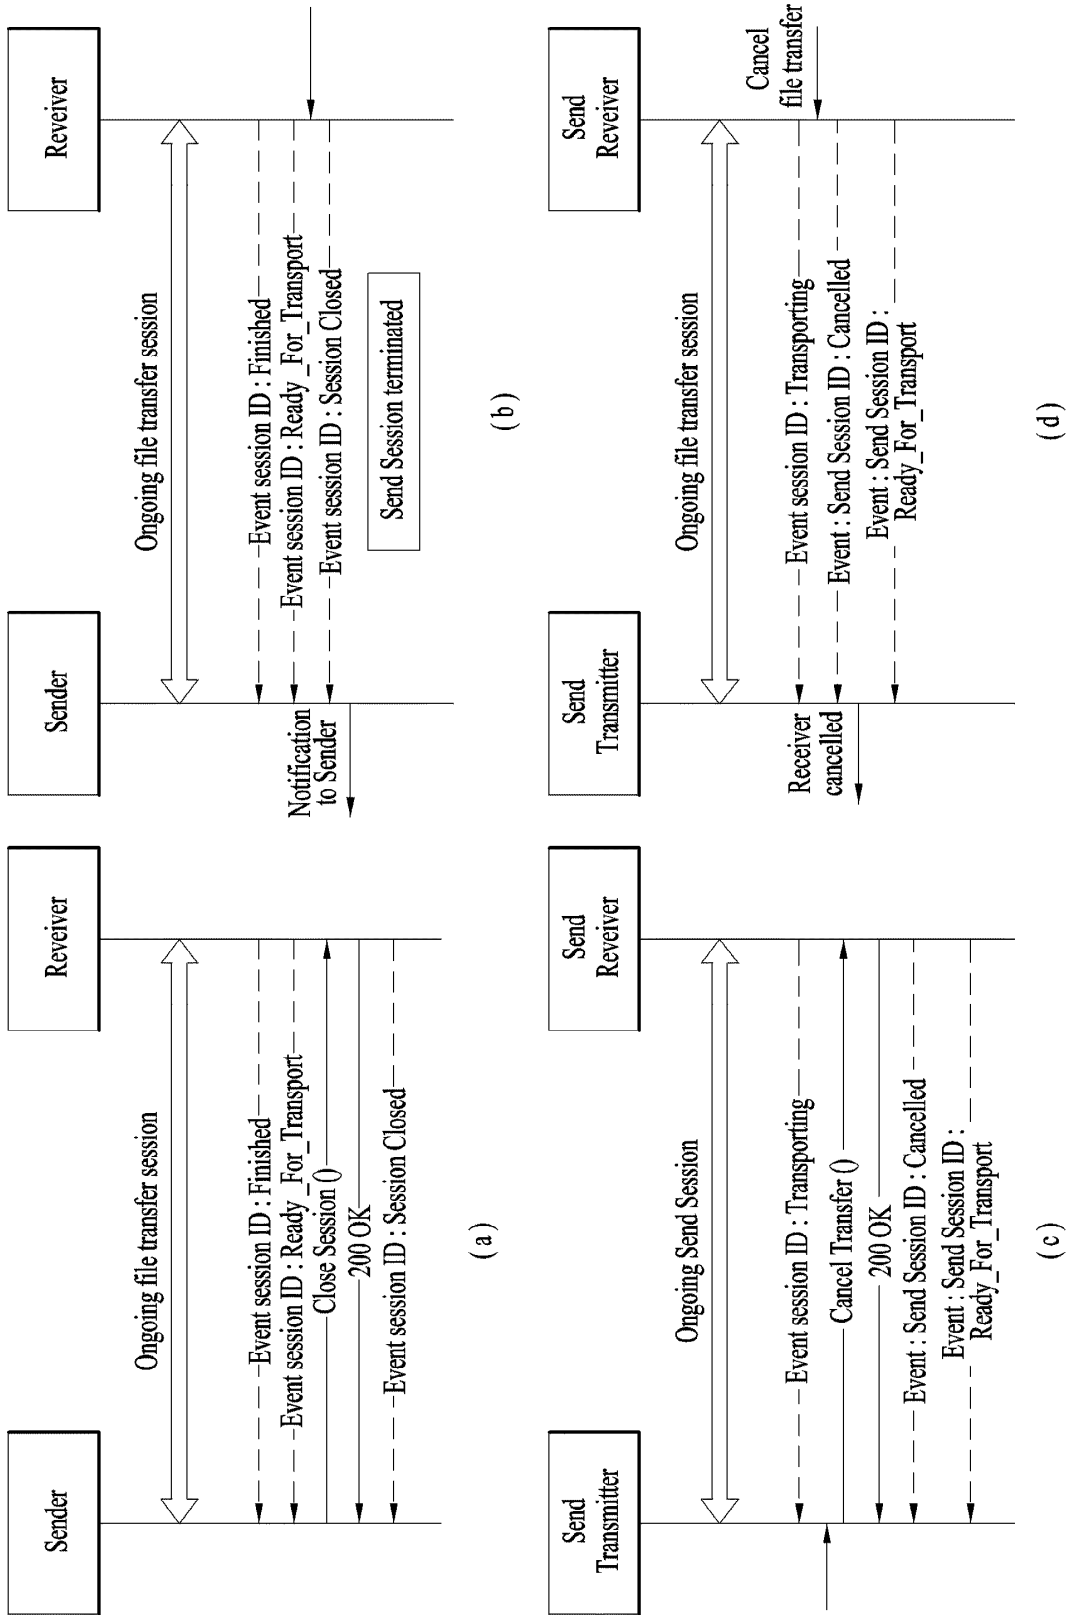 Sender
Reveiver
Ongoing file transfer session
Event session ID : Finished
Event session ID : Ready_For_Transport
Close Session ()
200 OK
Event session ID : Session Closed
(a)
Sender
Reveiver
Ongoing file transfer session
Event session ID : Finished
Event session ID : Ready_For_Transport
Event session ID : Session Closed
Notification
to Sender
Send Session terminated
(b)
Send
Transmitter
Send
Reveiver
Ongoing Send Session
Event session ID : Transporting
Cancel Transfer ()
200 OK
Event : Send Session ID : Cancelled
Event : Send Session ID :
Ready_For_Transport
(c)
Send
Transmitter
Send
Reveiver
Ongoing file transfer session
Cancel
file transfer
Event session ID : Transporting
Event : Send Session ID : Cancelled
Receiver
cancelled
Event : Send Session ID :
Ready_For_Transport
(d)